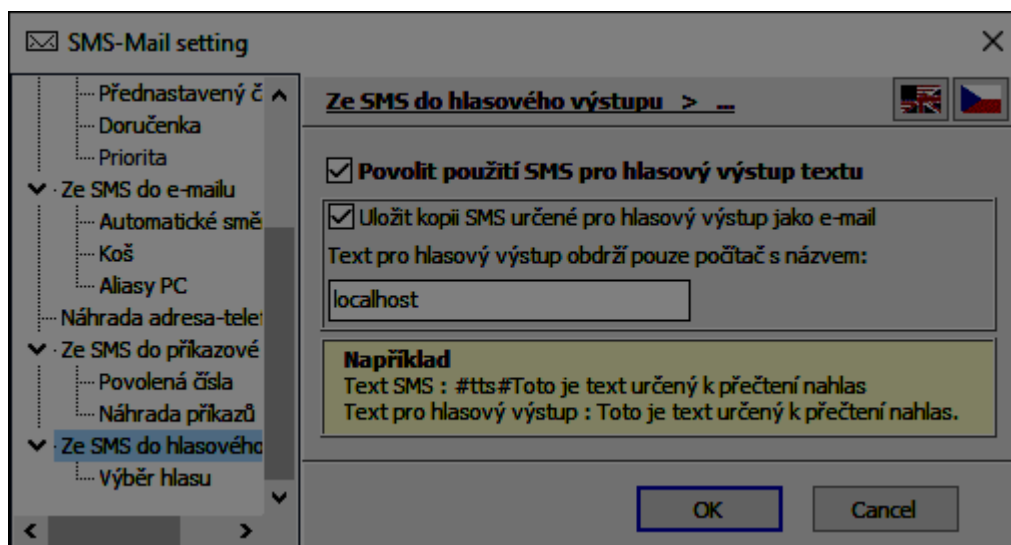 SMS-Mail setting
Přednastavený č
Doručenka
Priorita
Ze SMS do e-mailu
Automatické smě
Koš
Aliasy PC
Náhrada adresa-tele
Ze SMS do příkazové
Povolená čísla
Náhrada příkazů
Ze SMS do hlasového
Výběr hlasu
Ze SMS do hlasového výstupu > ...
Povolit použití SMS pro hlasový výstup textu
Uložit kopii SMS určené pro hlasový výstup jako e-mail
Text pro hlasový výstup obdrží pouze počítač s názvem:
localhost
Například
Text SMS : #tts#Toto je text určený k přečtení nahlas
Text pro hlasový výstup : Toto je text určený k přečtení nahlas.
OK
Cancel